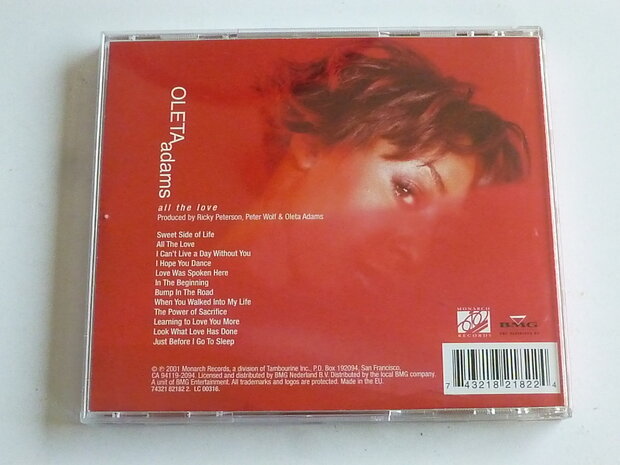 OLETA adams
all the love
Produced by Ricky Peterson, Peter Wolf & Oleta Adams
Sweet Side of Life
All The Love
I Can't Live a Day Without You
I Hope You Dance
Love Was Spoken Here
In the Beginning
Bump In The Road
When You Walked Into My Life
The Power of Sacrifice
Learning to Love You More
Look What Love Has Done
Just Before I Go To Sleep
MONARCH
RECORDS
BMG
© ℗ 2001 Monarch Records, a division of Tambourine Inc., P.O. Box 192094, San Francisco,
CA 94119-2094. Licensed and distributed by BMG Nederland B.V. Distributed by the local BMG company.
A unit of BMG Entertainment. All trademarks and logos are protected. Made in the EU.
74321 82182 2. LC 00316.
7 43218 21822 4